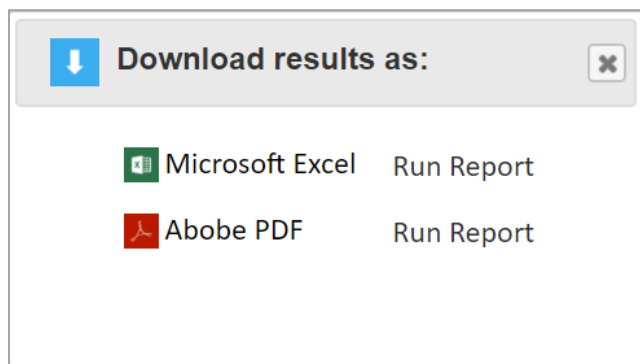 Download results as:
Microsoft Excel Run Report
Abobe PDF Run Report